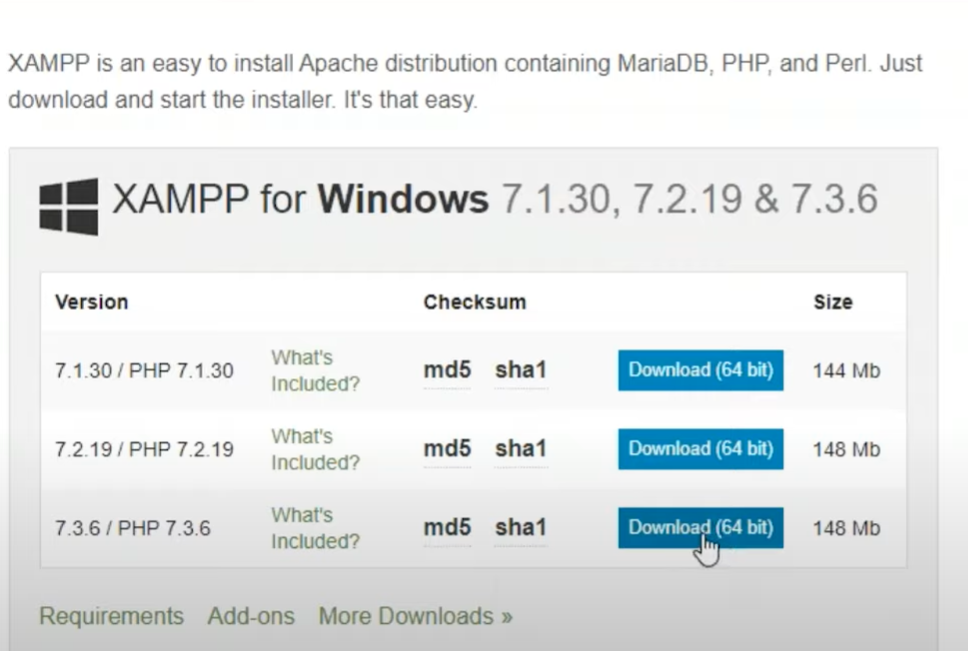 XAMPP is an easy to install Apache distribution containing MariaDB, PHP, and Perl. Just
download and start the installer. It's that easy.
XAMPP for Windows 7.1.30, 7.2.19 & 7.3.6
Version Checksum Size
7.1.30 / PHP 7.1.30 What's Included? md5 sha1 Download (64 bit) 144 Mb
7.2.19 / PHP 7.2.19 What's Included? md5 sha1 Download (64 bit) 148 Mb
7.3.6 / PHP 7.3.6 What's Included? md5 sha1 Download (64 bit) 148 Mb
Requirements Add-ons More Downloads »